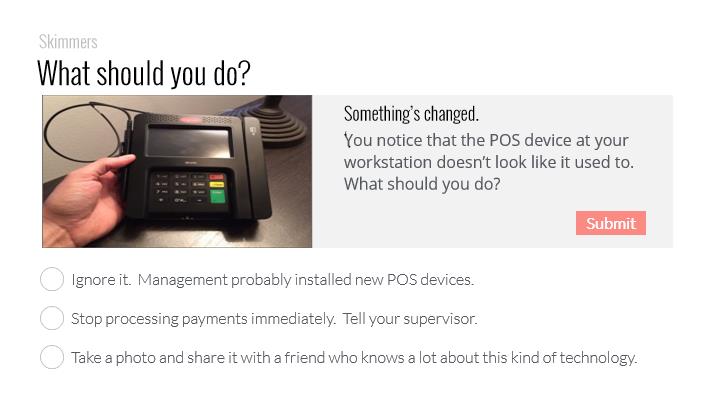 Skimmers
What should you do?
Something's changed.
You notice that the POS device at your
workstation doesn't look like it used to.
What should you do?
Submit
Ignore it.  Management probably installed new POS devices.
Stop processing payments immediately.  Tell your supervisor.
Take a photo and share it with a friend who knows a lot about this kind of technology.